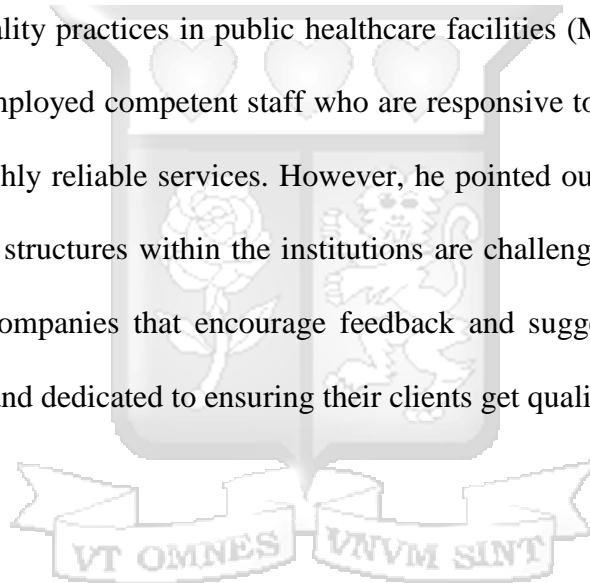 ality practices in public healthcare facilities (M
mployed competent staff who are responsive to
hly reliable services. However, he pointed ou
structures within the institutions are challeng
ompanies that encourage feedback and sugge
nd dedicated to ensuring their clients get quali
VT OMNES VNVM SINT